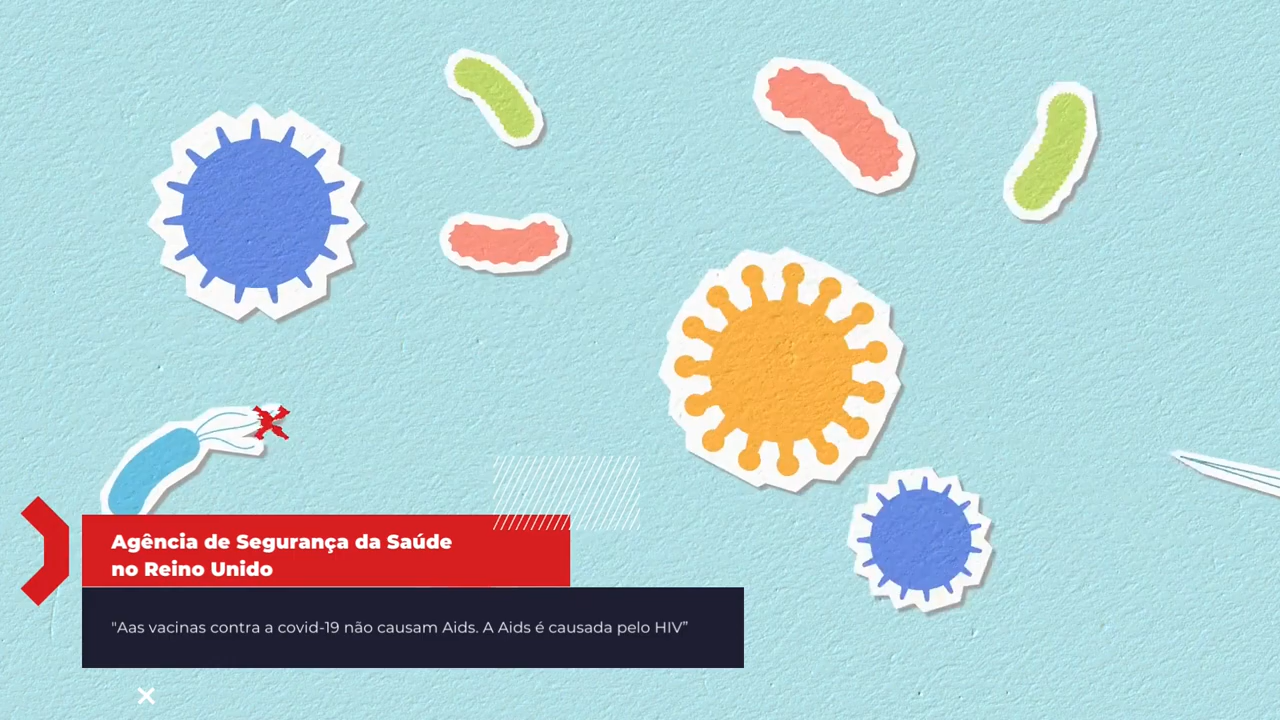 Agência de Segurança da Saúde
no Reino Unido
"Aas vacinas contra a covid-19 não causam Aids. A Aids é causada pelo HIV”